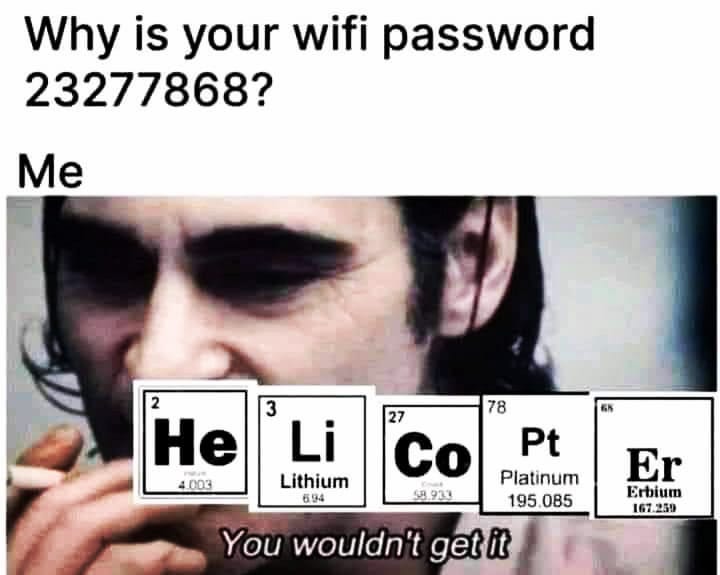 Why is your wifi password
23277868?
Me
2 3 27 78 68
He Li Co Pt Er
Lithium Platinum Erbium
4.003 6.94 58.933 195.085 167.259
You wouldn't get it